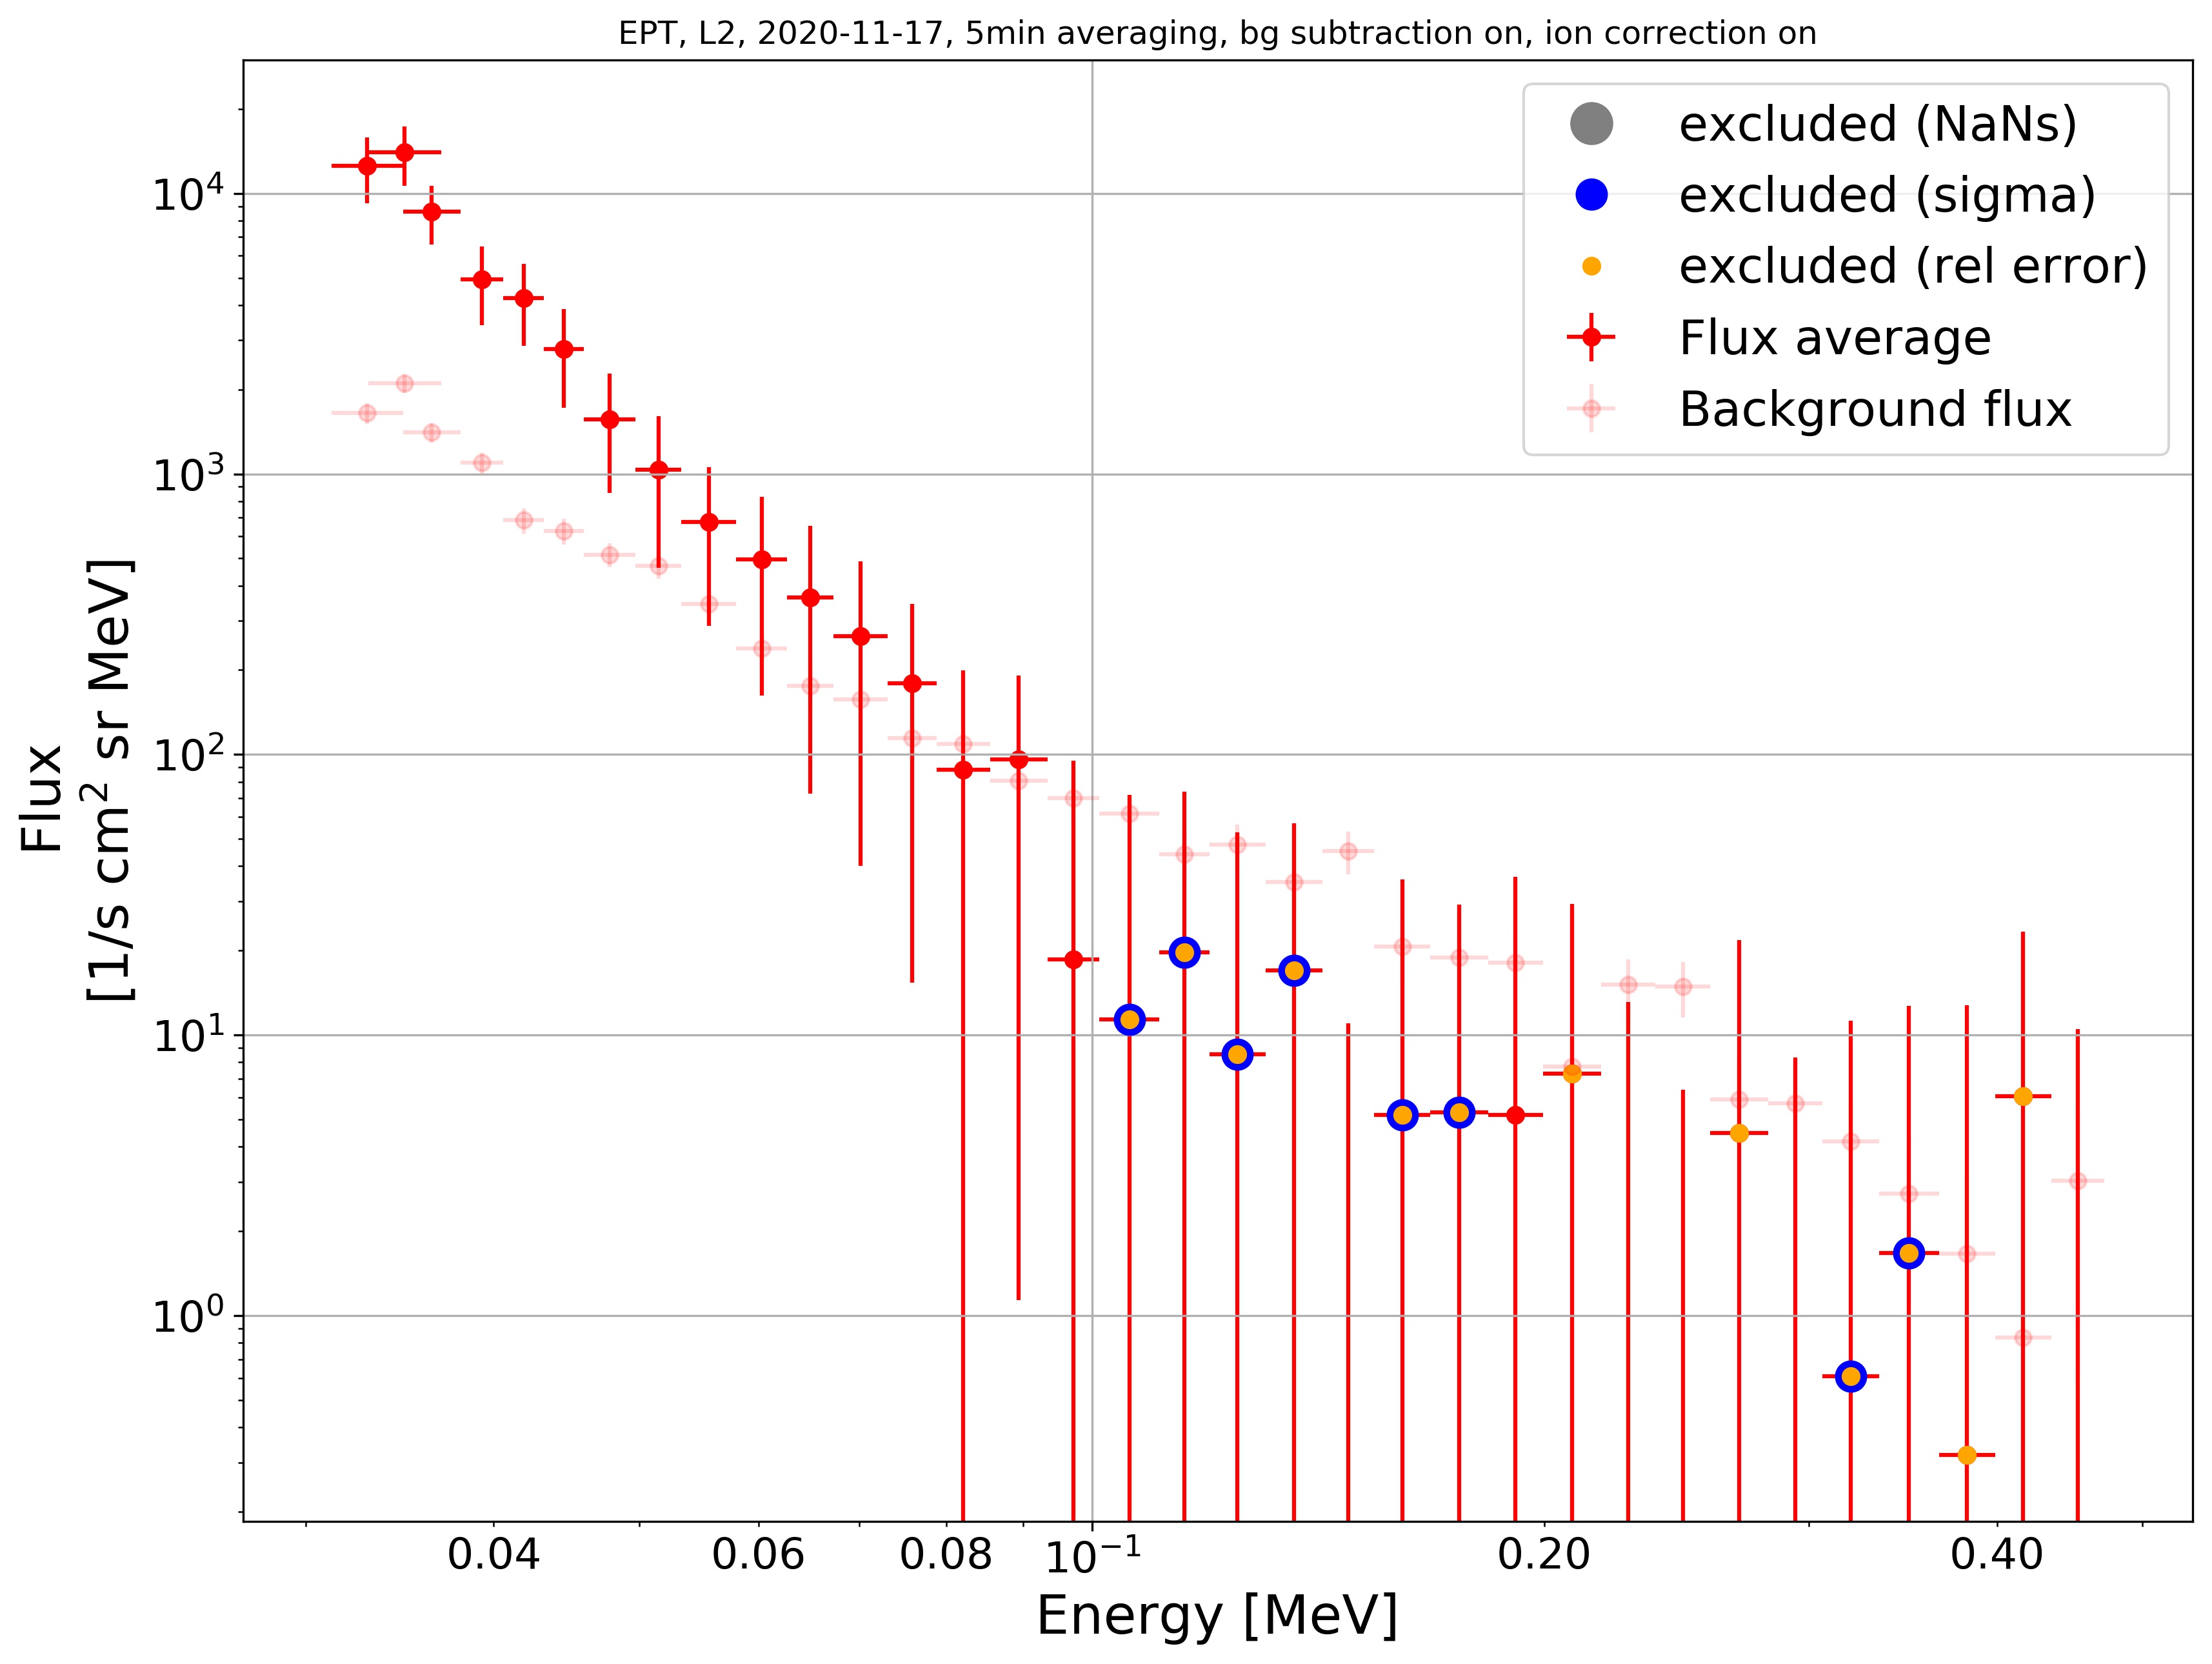 EPT, L2, 2020-11-17, 5min averaging, bg subtraction on, ion correction on
excluded (NaNs)
excluded (sigma)
excluded (rel error)
Flux average
Background flux
10⁴
10³
10²
10¹
10⁰
Flux
[1/s cm² sr MeV]
0.04
0.06
0.08
10⁻¹
0.20
0.40
Energy [MeV]